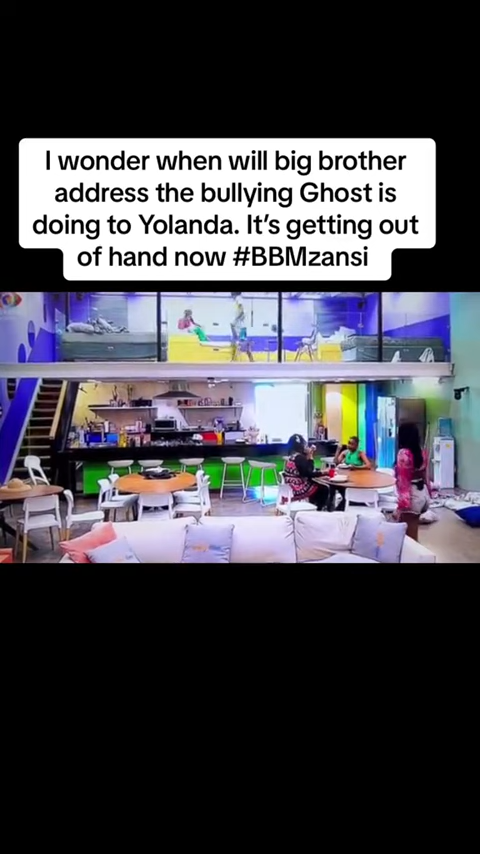 I wonder when will big brother
address the bullying Ghost is
doing to Yolanda. It’s getting out
of hand now #BBMzansi